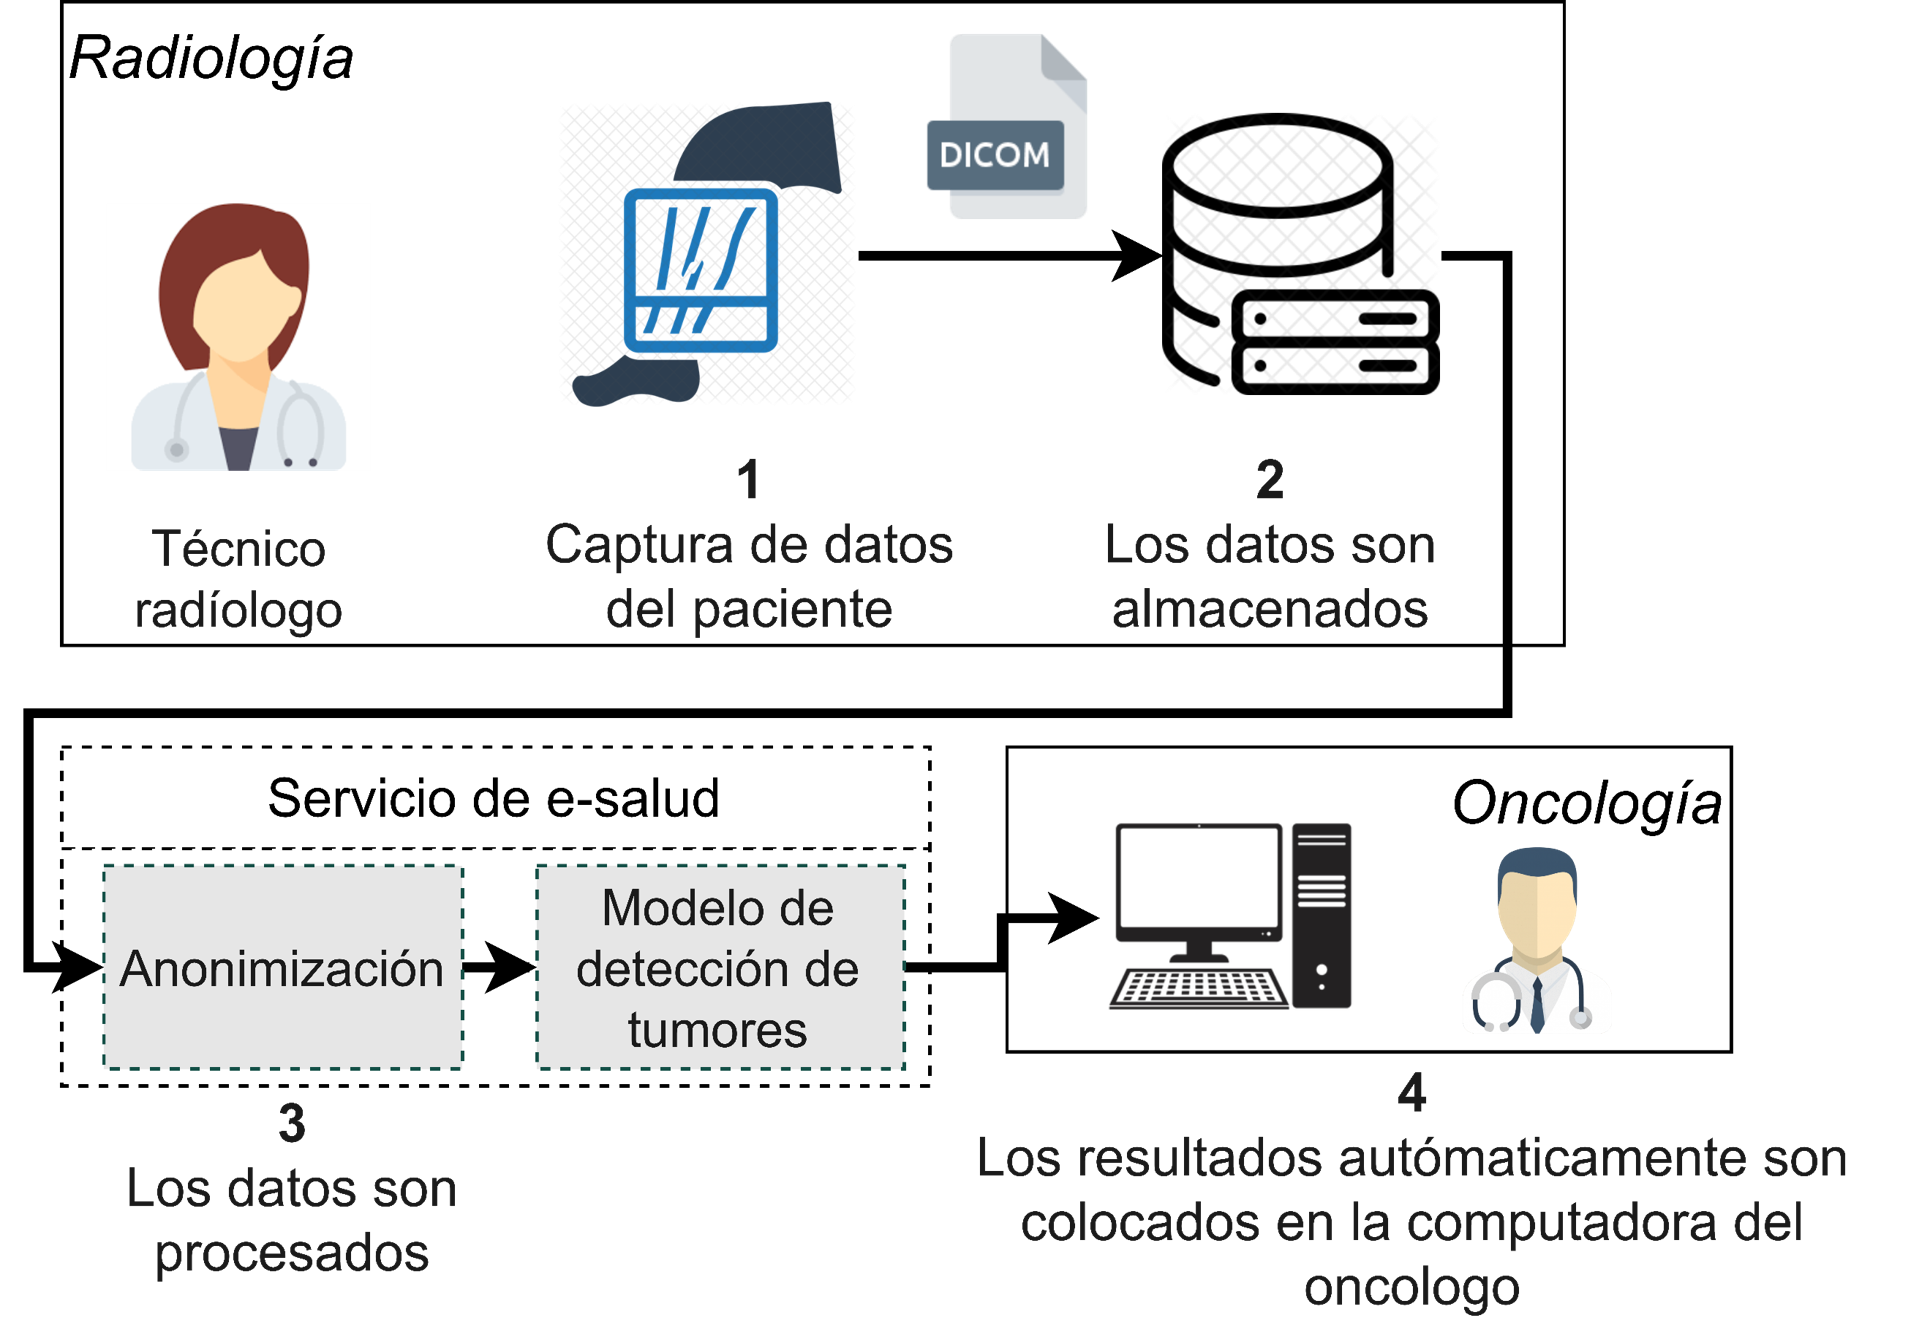 Radiología
DICOM
Técnico
radíologo
1
Captura de datos
del paciente
2
Los datos son
almacenados
Servicio de e-salud
Anonimización
Modelo de
detección de
tumores
3
Los datos son
procesados
Oncología
4
Los resultados autómaticamente son
colocados en la computadora del
oncologo